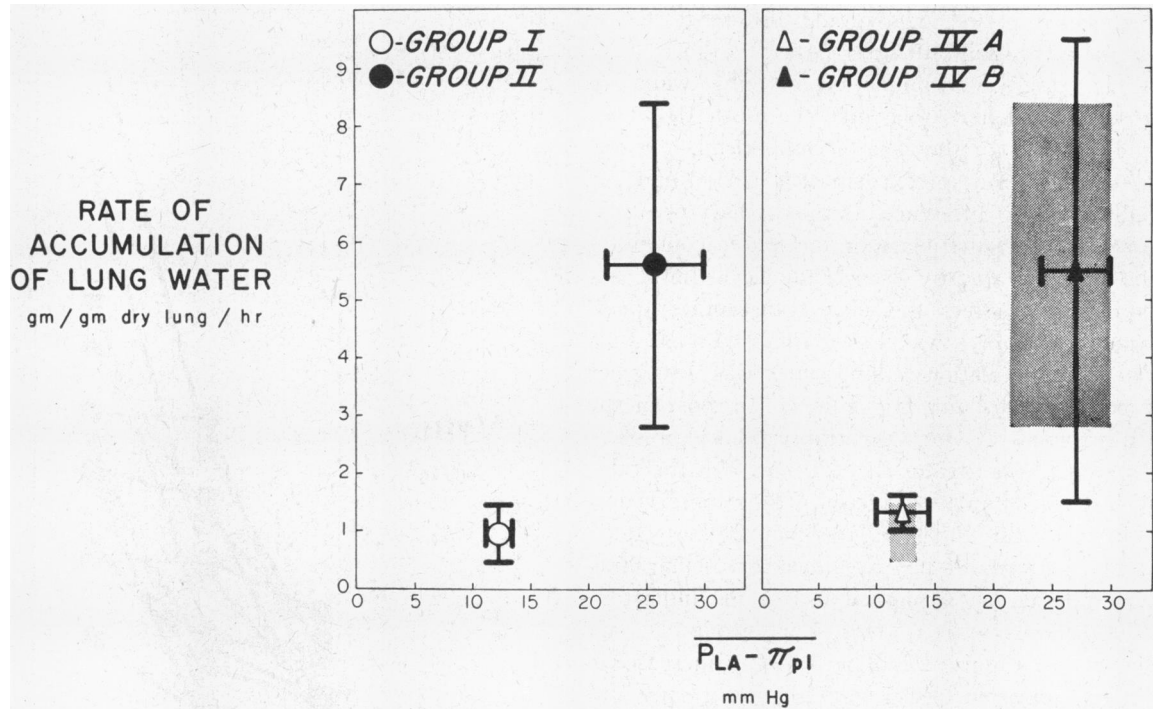 GROUP I
GROUP II
GROUP IV A
GROUP IV B
RATE OF
ACCUMULATION
OF LUNG WATER
gm / gm dry lung / hr
9
8
7
6
5
4
3
2
1
0
0 5 10 15 20 25 30
0 5 10 15 20 25 30
P_LA - π_pl
mm Hg